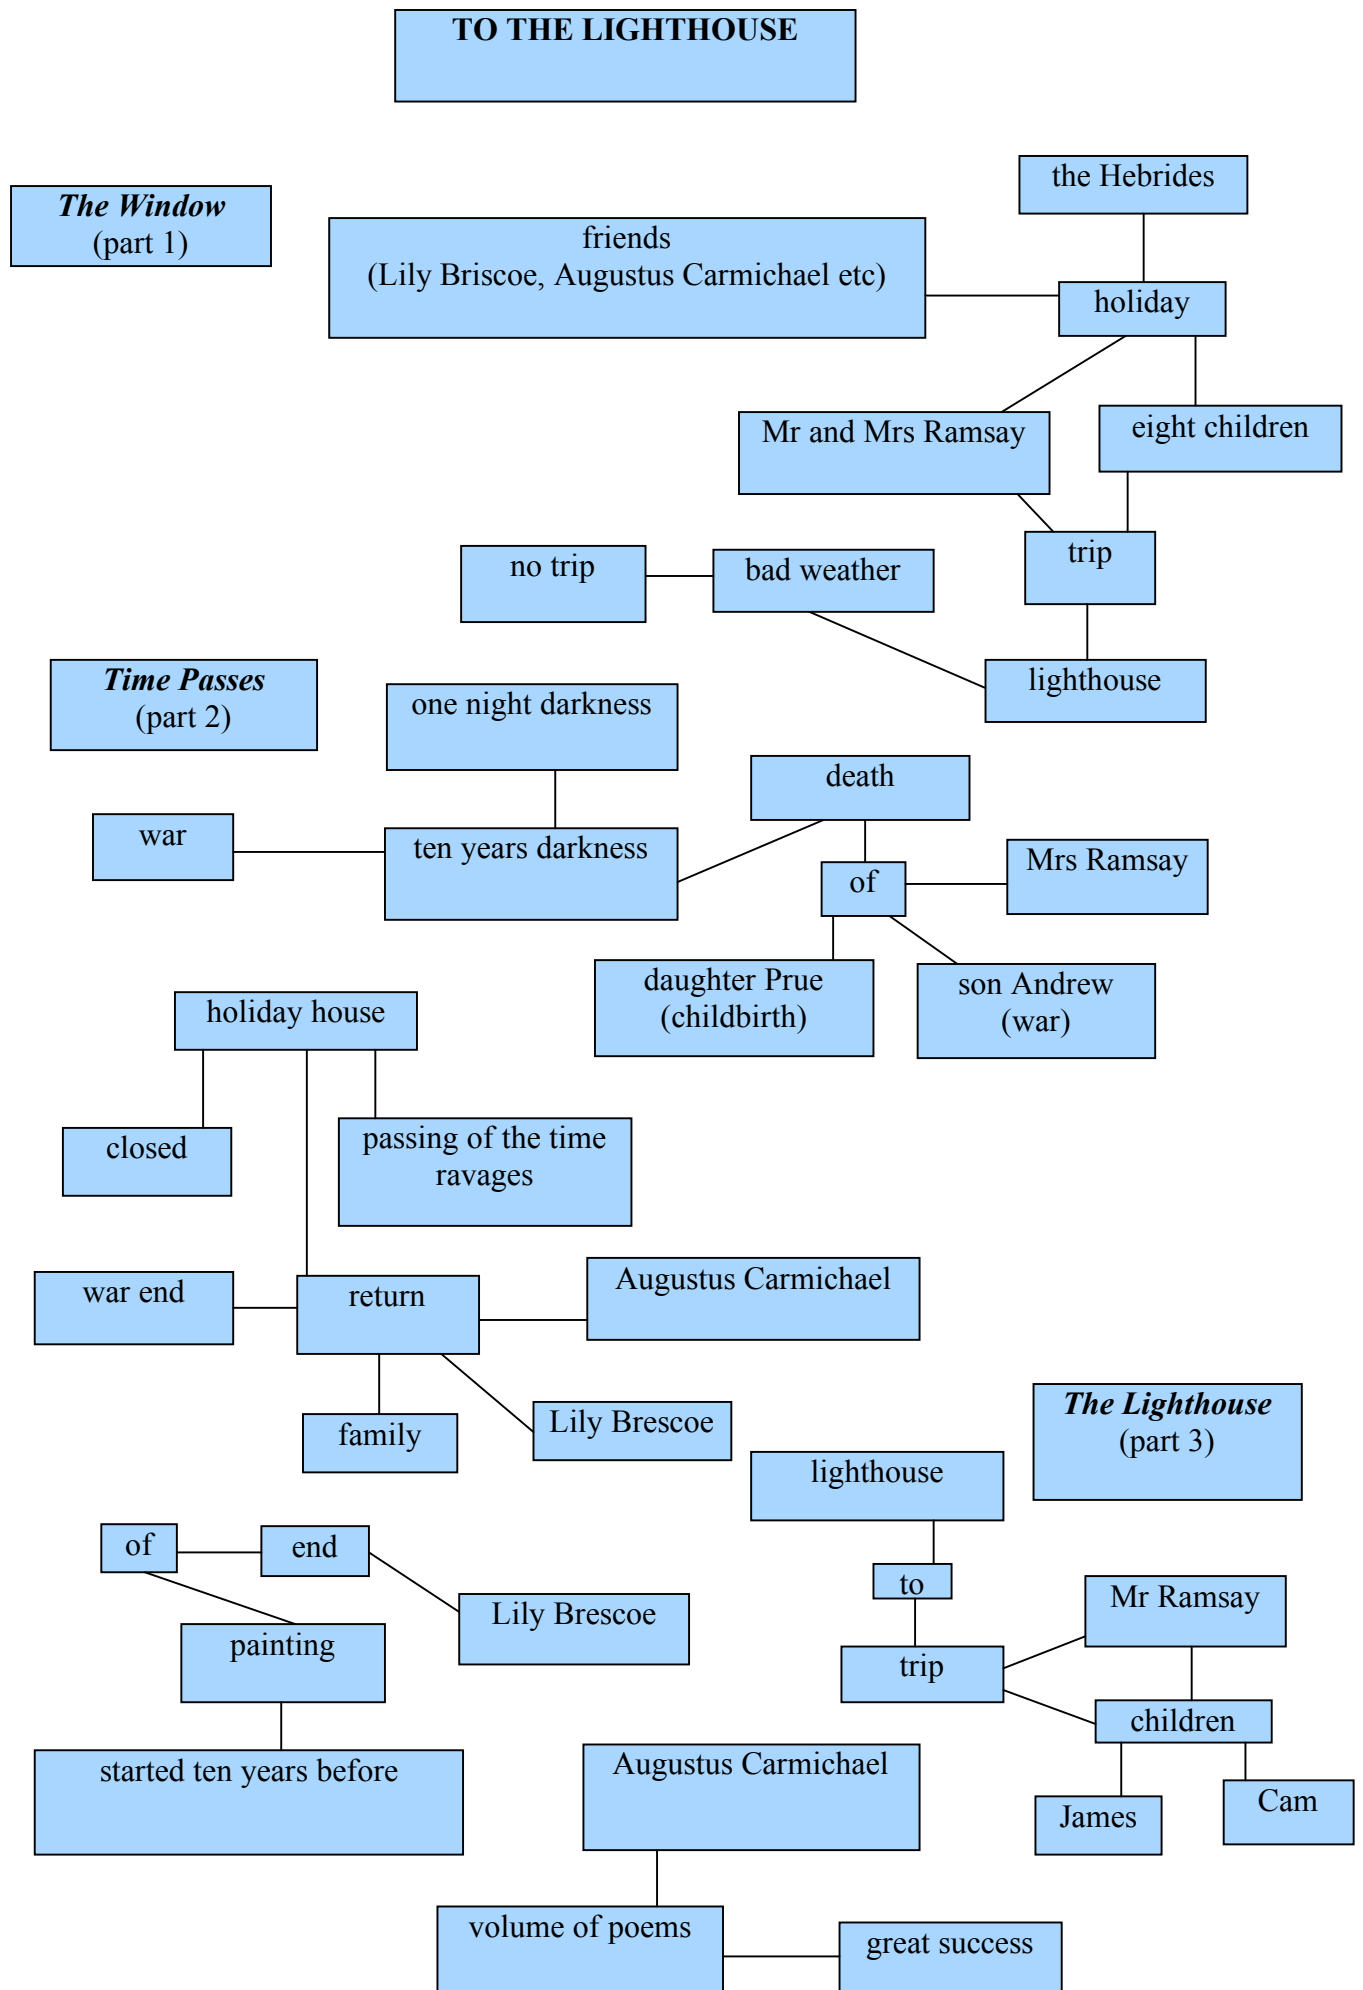 TO THE LIGHTHOUSE
The Window
(part 1)
the Hebrides
friends
(Lily Briscoe, Augustus Carmichael etc)
holiday
Mr and Mrs Ramsay
eight children
trip
no trip
bad weather
lighthouse
Time Passes
(part 2)
one night darkness
death
war
ten years darkness
of
Mrs Ramsay
daughter Prue
(childbirth)
son Andrew
(war)
holiday house
closed
passing of the time
ravages
war end
return
Augustus Carmichael
family
Lily Brescoe
The Lighthouse
(part 3)
lighthouse
to
trip
Mr Ramsay
children
James
Cam
of
end
Lily Brescoe
painting
started ten years before
Augustus Carmichael
volume of poems
great success